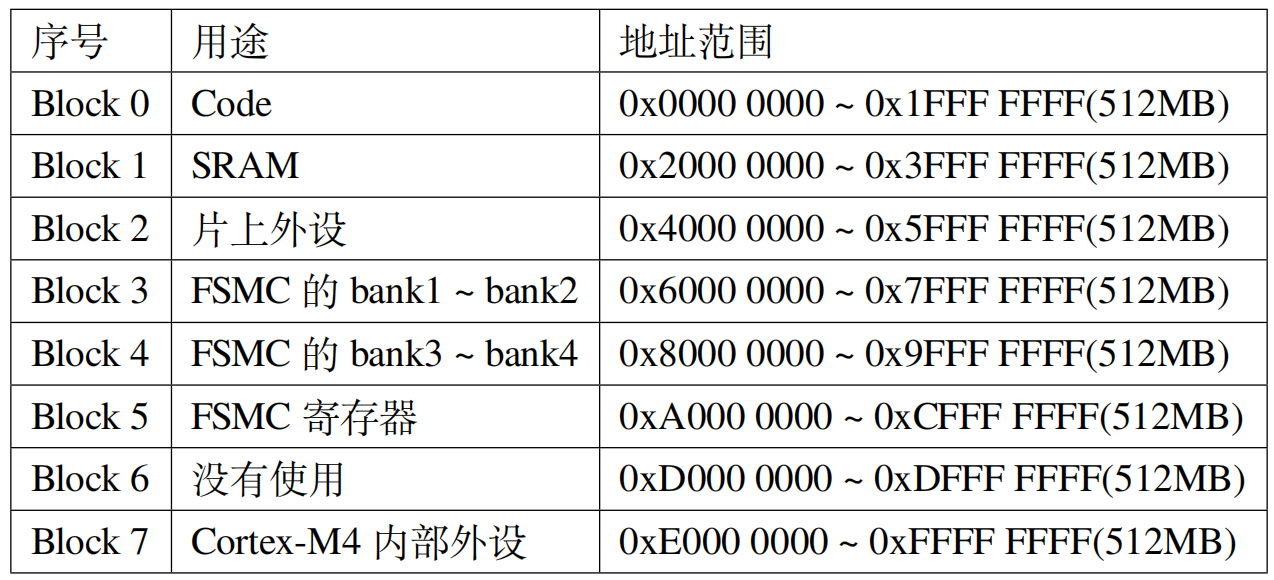 序号 用途 地址范围
Block 0 Code 0x0000 0000 ~ 0x1FFF FFFF(512MB)
Block 1 SRAM 0x2000 0000 ~ 0x3FFF FFFF(512MB)
Block 2 片上外设 0x4000 0000 ~ 0x5FFF FFFF(512MB)
Block 3 FSMC 的 bank1 ~ bank2 0x6000 0000 ~ 0x7FFF FFFF(512MB)
Block 4 FSMC 的 bank3 ~ bank4 0x8000 0000 ~ 0x9FFF FFFF(512MB)
Block 5 FSMC 寄存器 0xA000 0000 ~ 0xCFFF FFFF(512MB)
Block 6 没有使用 0xD000 0000 ~ 0xDFFF FFFF(512MB)
Block 7 Cortex-M4 内部外设 0xE000 0000 ~ 0xFFFF FFFF(512MB)